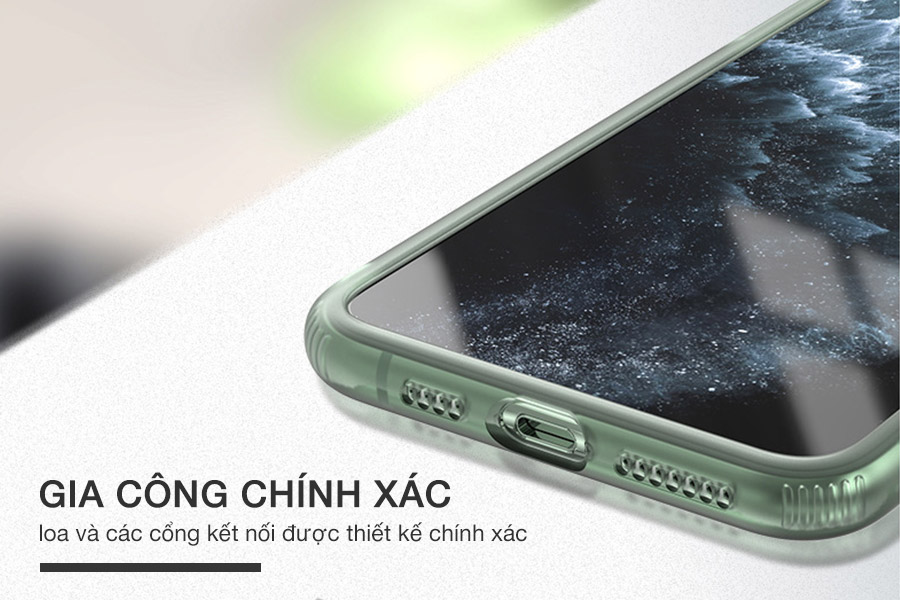 GIA CÔNG CHÍNH XÁC
loa và các cổng kết nối được thiết kế chính xác